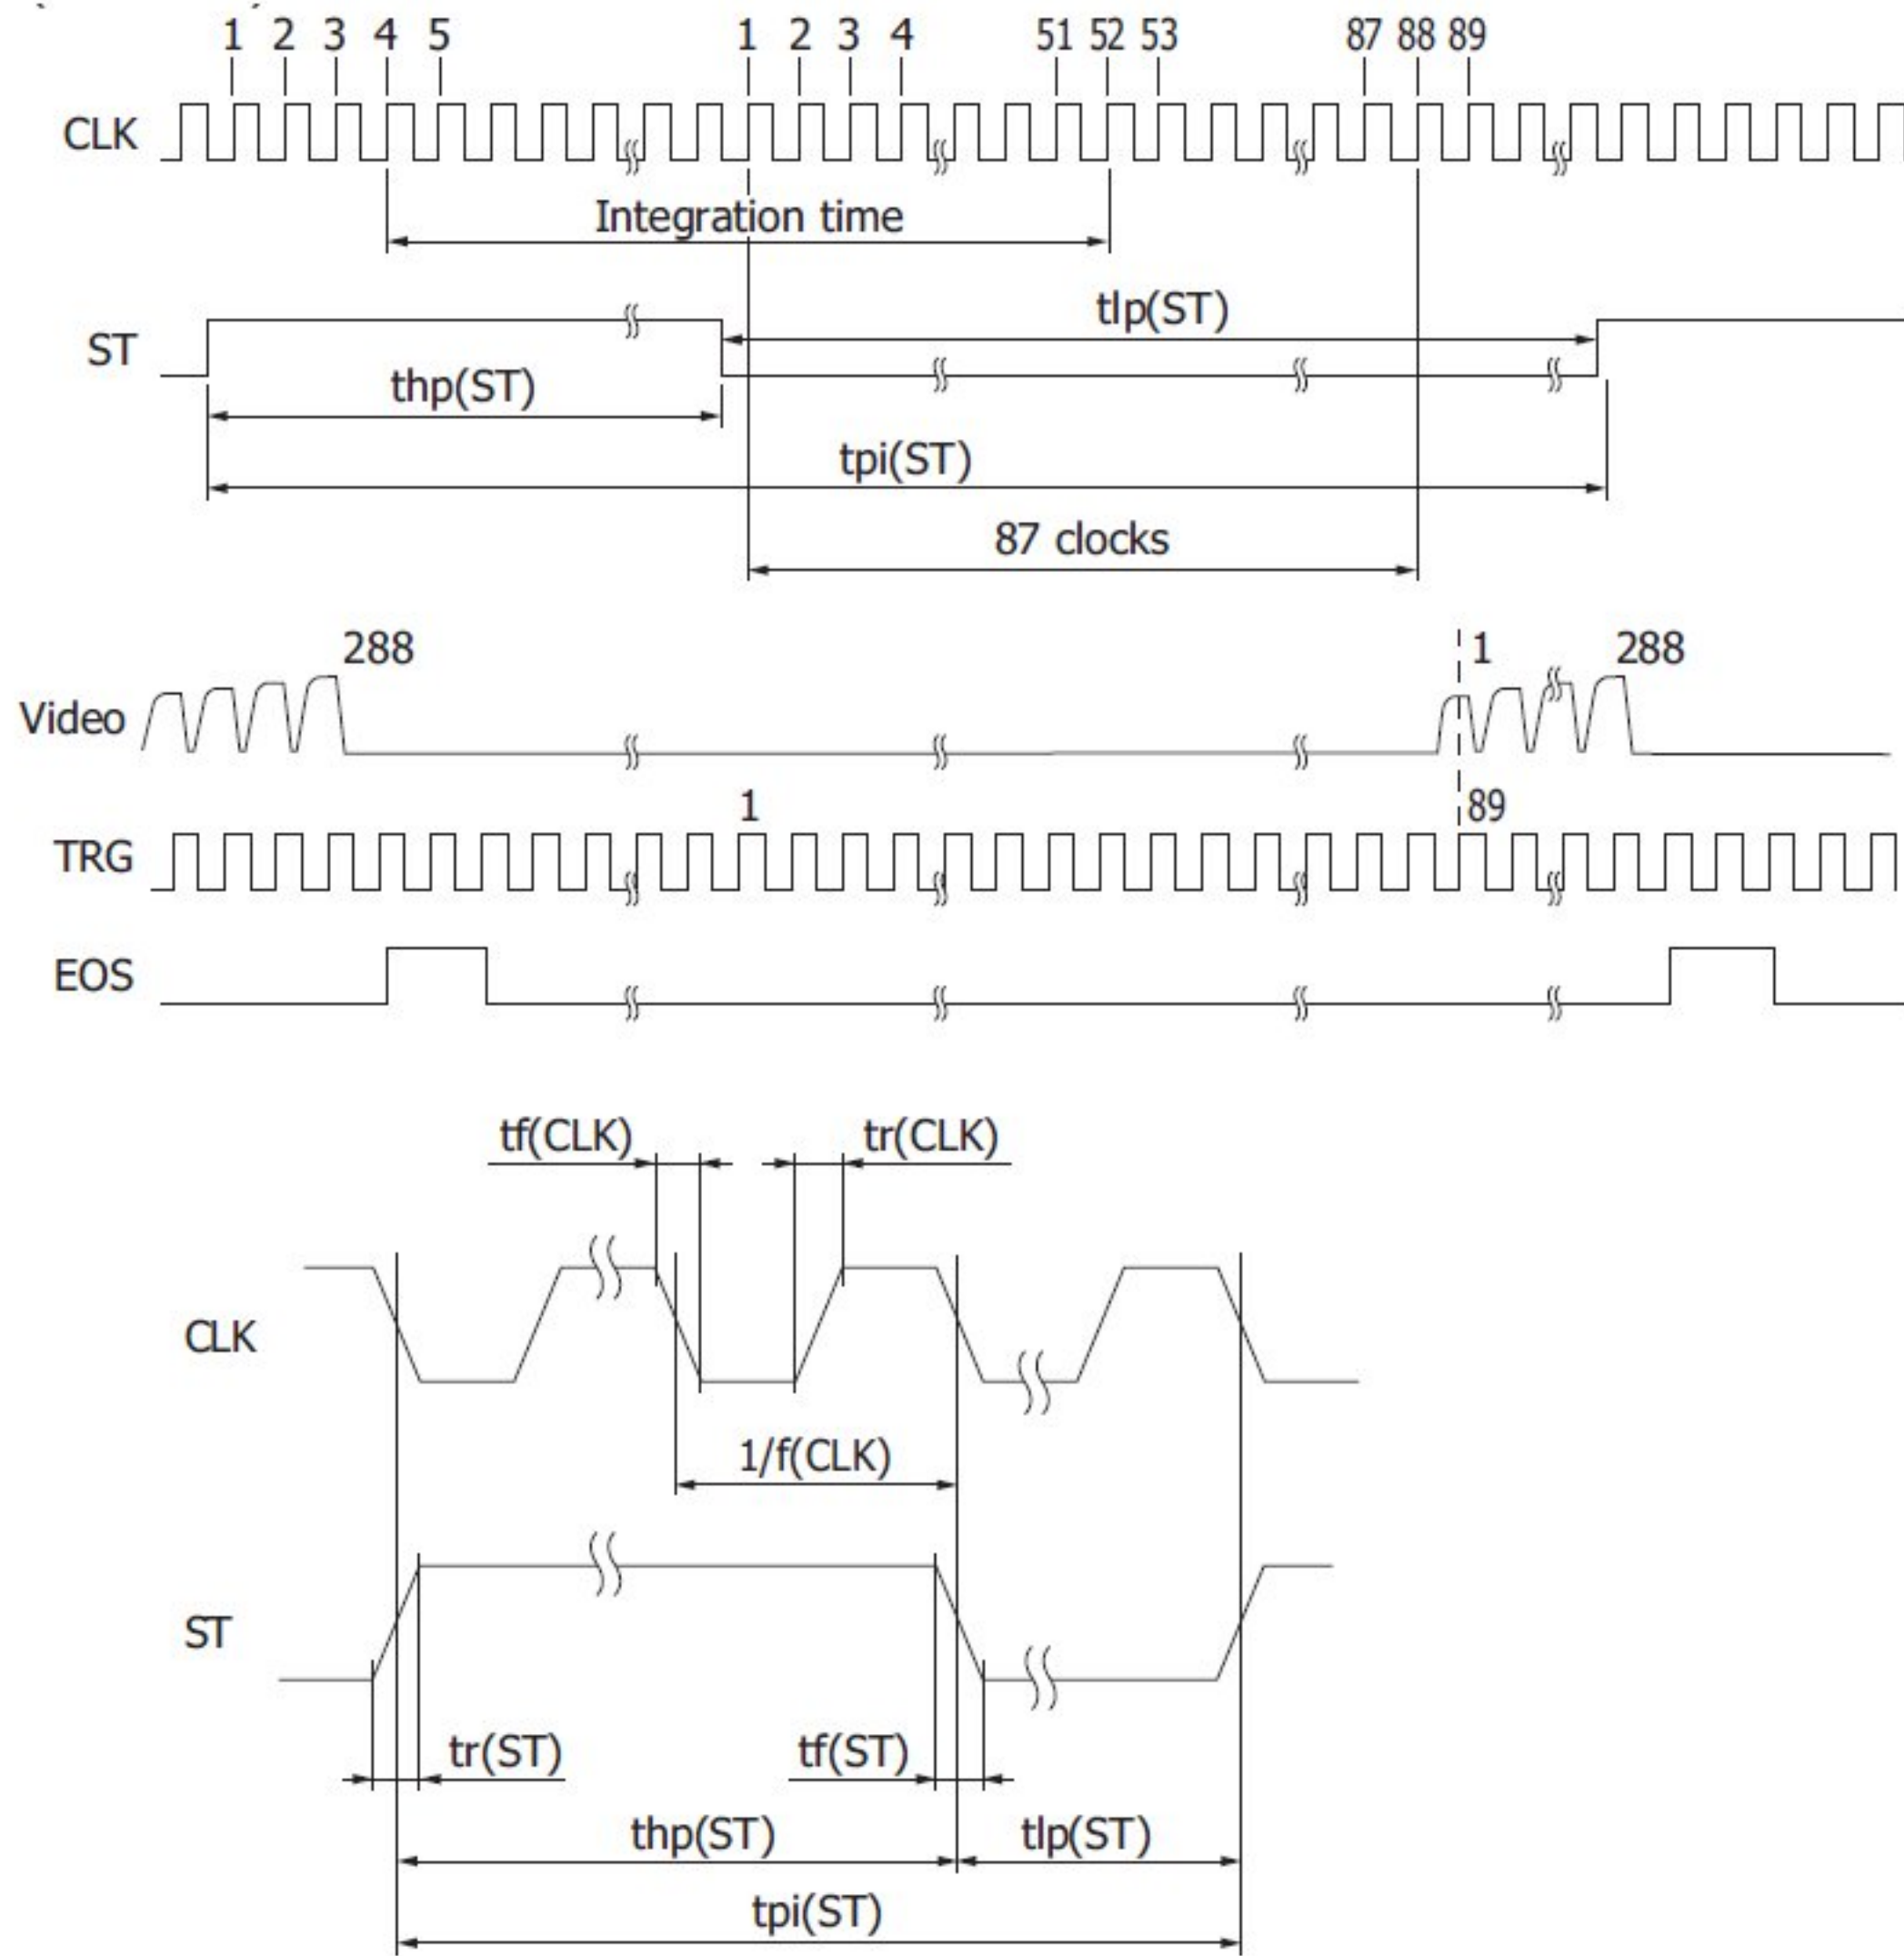 1 2 3 4 5 1 2 3 4 51 52 53 87 88 89
CLK
Integration time
tlp(ST)
ST
thp(ST)
tpi(ST)
87 clocks
288 1 288
Video
1 89
TRG
EOS
tf(CLK) tr(CLK)
CLK
1/f(CLK)
ST
tr(ST) tf(ST)
thp(ST) tlp(ST)
tpi(ST)